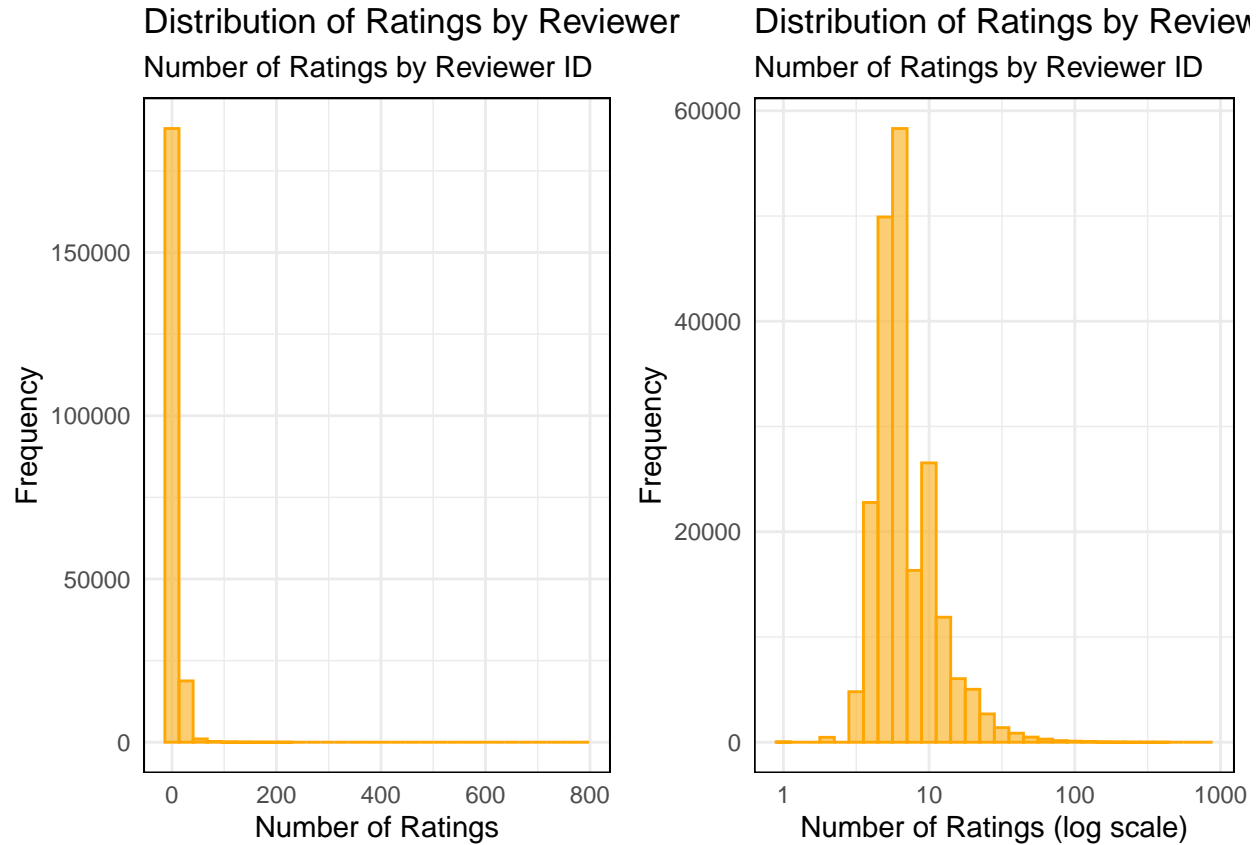 Distribution of Ratings by Reviewer
Number of Ratings by Reviewer ID
Frequency
150000
100000
50000
0
0 200 400 600 800
Number of Ratings
Distribution of Ratings by Review
Number of Ratings by Reviewer ID
Frequency
60000
40000
20000
0
1 10 100 1000
Number of Ratings (log scale)